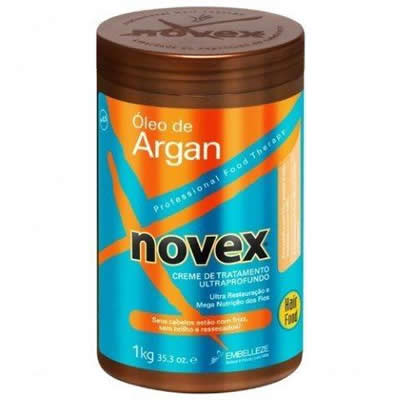 novex
Óleo de
Argan
Professional Food Therapy
novex
CREME DE TRATAMENTO
ULTRAPROFUNDO
Ultra Restauração e
Mega Nutrição dos Fios
Hair
Food
Seus cabelos estão com frizz,
sem brilho e ressecados?
1kg 35.3 oz. e
EMBELLEZE